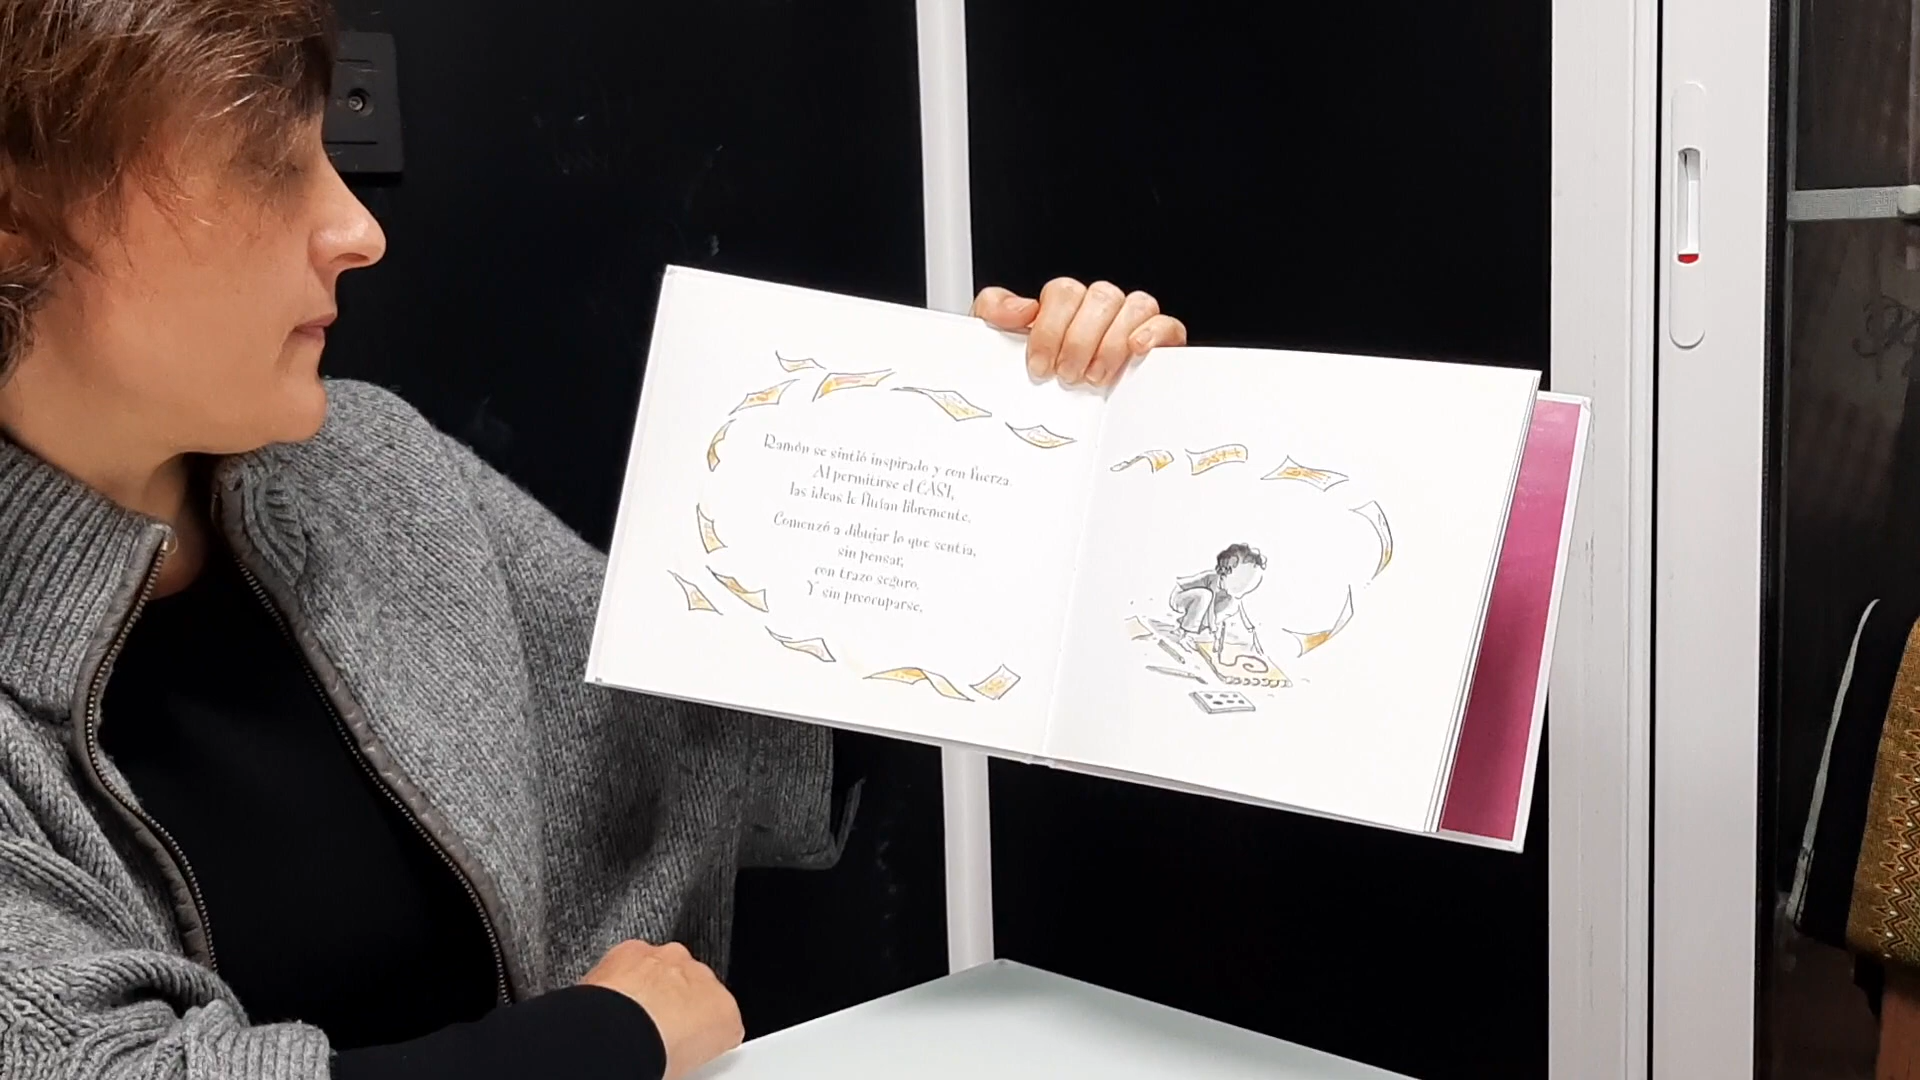 Ramón se sintió inspirado y con fuerza.
Al permitirse el CASI,
las ideas le fluían libremente.
Comenzó a dibujar lo que sentía,
sin pensar,
con trazo seguro.
Y sin preocuparse.